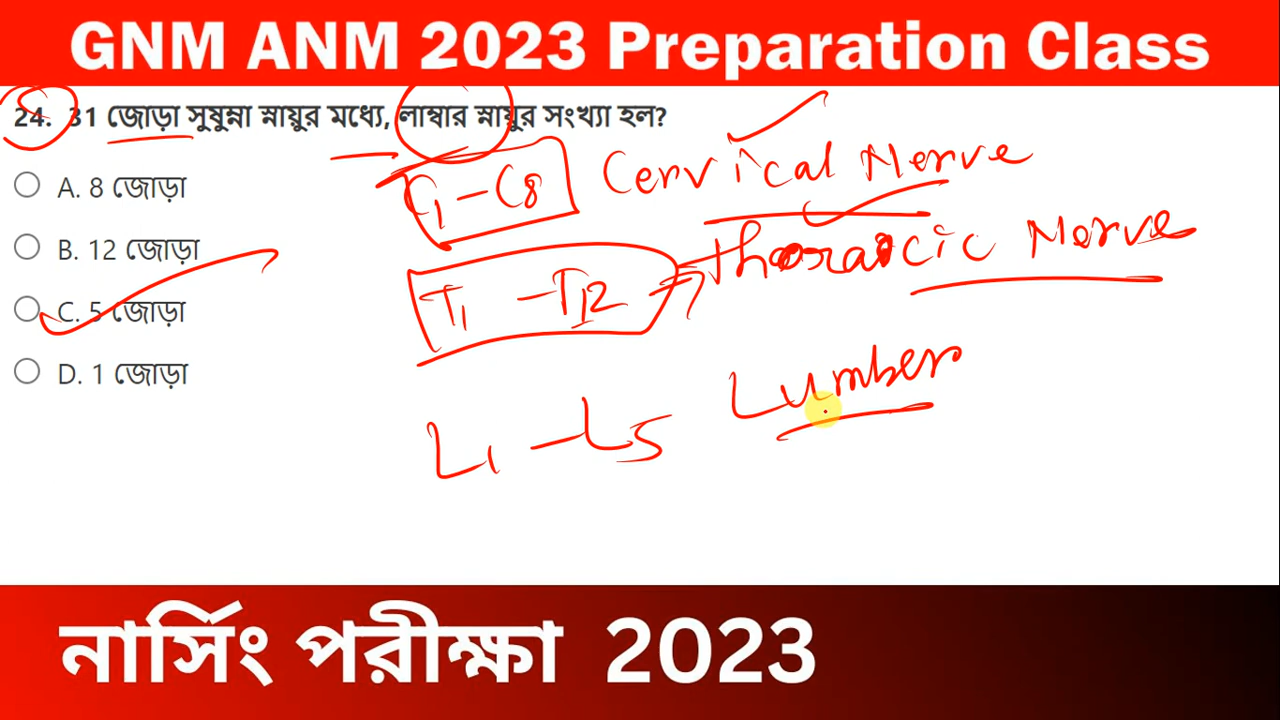 GNM ANM 2023 Preparation Class
24. 31 জোড়া সুষুম্না স্নায়ুর মধ্যে, লাম্বার স্নায়ুর সংখ্যা হল?
A. 8 জোড়া
B. 12 জোড়া
C. 5 জোড়া
D. 1 জোড়া
C1 - C8 Cervical Nerve
T1 - T12 Thoracic Nerve
L1 - L5 Lumber
নার্সিং পরীক্ষা 2023